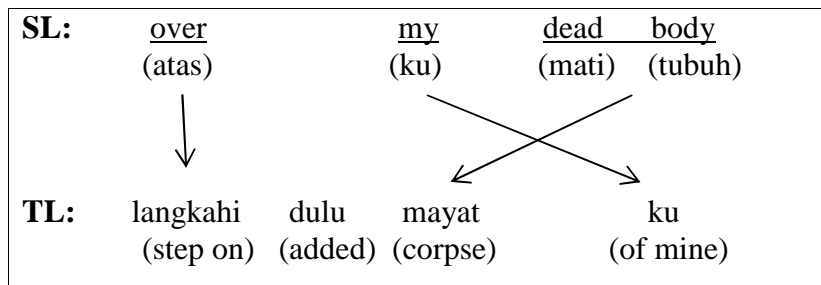 SL: over my dead body
(atas) (ku) (mati) (tubuh)
TL: langkahi dulu mayat ku
(step on) (added) (corpse) (of mine)